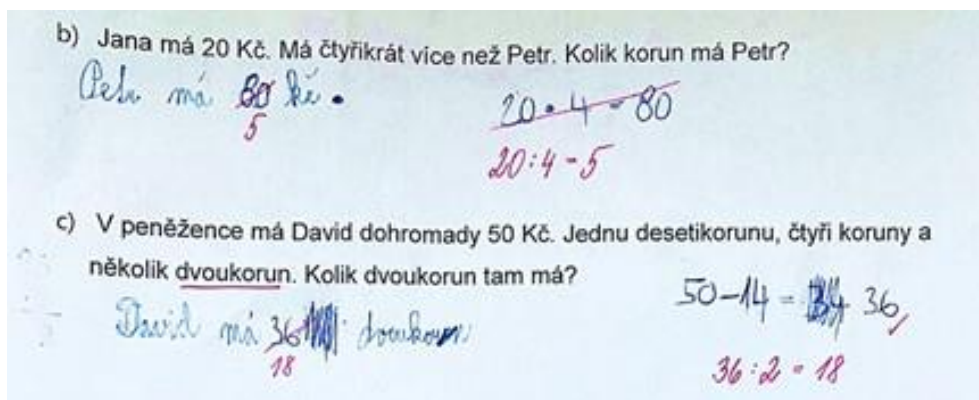 b) Jana má 20 Kč. Má čtyřikrát více než Petr. Kolik korun má Petr?
Petr má 80 kč.
5
20 · 4 = 80
20 : 4 = 5
c) V peněžence má David dohromady 50 Kč. Jednu desetikorunu, čtyři koruny a
několik dvoukorun. Kolik dvoukorun tam má?
50 - 14 = 36
David má 36 doukorun
18
36 : 2 = 18